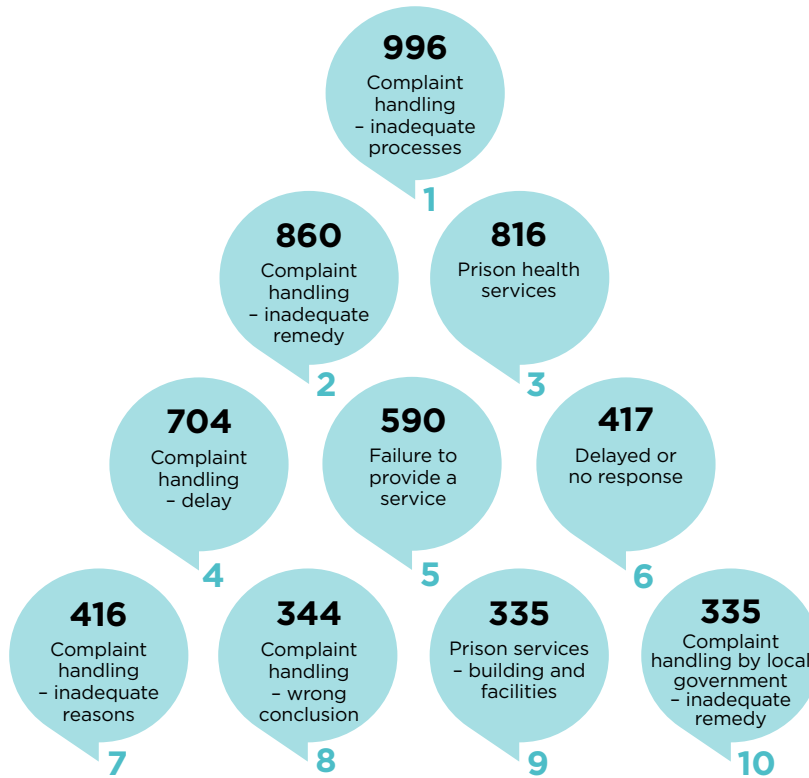 996
Complaint
handling
– inadequate
processes
1
860
Complaint
handling
– inadequate
remedy
2
816
Prison health
services
3
704
Complaint
handling
– delay
4
590
Failure to
provide a
service
5
417
Delayed or
no response
6
416
Complaint
handling
– inadequate
reasons
7
344
Complaint
handling
– wrong
conclusion
8
335
Prison services
– building and
facilities
9
335
Complaint
handling by local
government
– inadequate
remedy
10